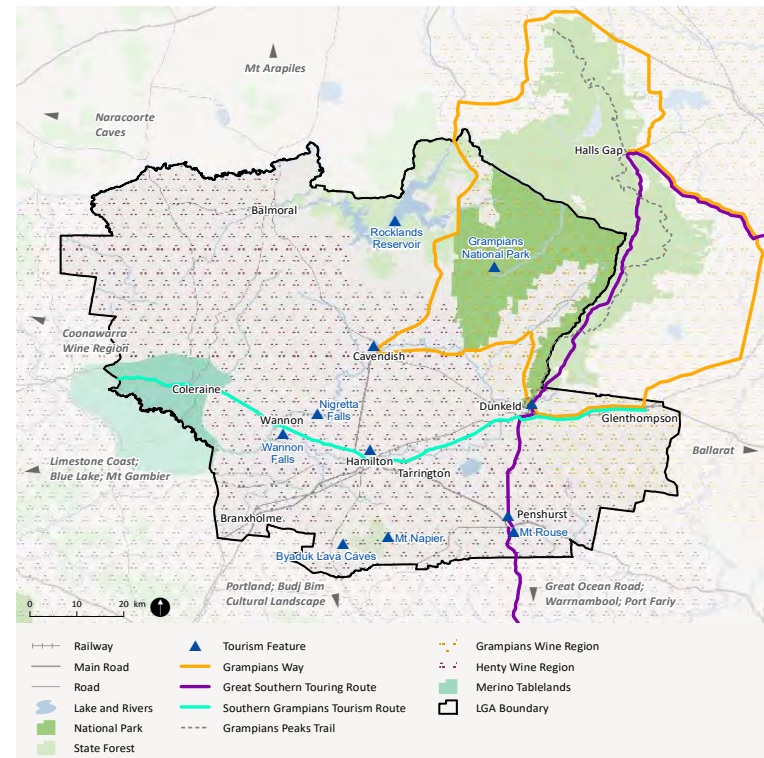 Mt Arapiles
Naracoorte
Caves
Halls Gap
Balmoral
Rocklands
Reservoir
Grampians
National Park
Coonawarra
Wine Region
Cavendish
Coleraine
Nigretta
Falls
Dunkeld
Wannon
Glenthompson
Wannon
Falls
Ballarat
Limestone Coast;
Blue Lake; Mt Gambier
Hamilton
Tarrington
Branxholme
Penshurst
Mt Rouse
Mt Napier
Byaduk Lava Caves
Portland; Budj Bim
Cultural Landscape
Great Ocean Road;
Warrnambool; Port Fariy
0 10 20 km
Railway
Main Road
Road
Lake and Rivers
National Park
State Forest
Tourism Feature
Grampians Way
Great Southern Touring Route
Southern Grampians Tourism Route
Grampians Peaks Trail
Grampians Wine Region
Henty Wine Region
Merino Tablelands
LGA Boundary